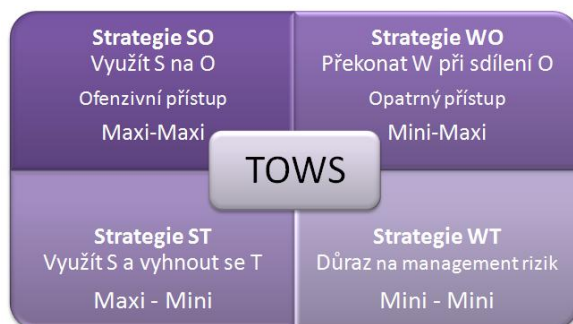 Strategie SO
Využít S na O
Ofenzivní přístup
Maxi-Maxi
Strategie WO
Překonat W při sdílení O
Opatrný přístup
Mini-Maxi
TOWS
Strategie ST
Využít S a vyhnout se T
Maxi - Mini
Strategie WT
Důraz na management rizik
Mini - Mini